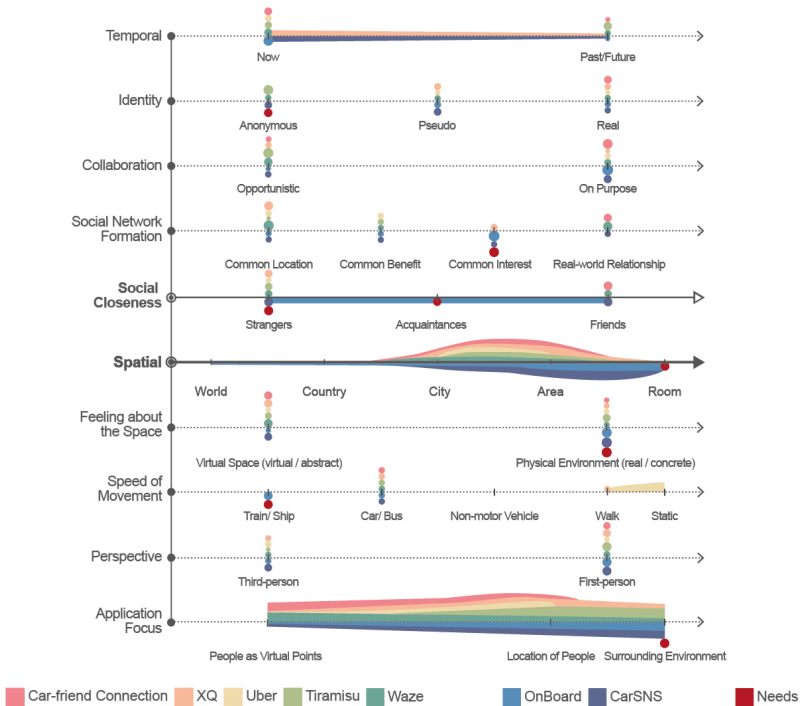 Temporal
Now
Past/Future
Identity
Anonymous
Pseudo
Real
Collaboration
Opportunistic
On Purpose
Social Network
Formation
Common Location
Common Benefit
Common Interest
Real-world Relationship
Social
Closeness
Strangers
Acquaintances
Friends
Spatial
World
Country
City
Area
Room
Feeling about
the Space
Virtual Space (virtual / abstract)
Physical Environment (real / concrete)
Speed of
Movement
Train/ Ship
Car/ Bus
Non-motor Vehicle
Walk
Static
Perspective
Third-person
First-person
Application
Focus
People as Virtual Points
Location of People
Surrounding Environment
Car-friend Connection
XQ
Uber
Tiramisu
Waze
OnBoard
CarSNS
Needs